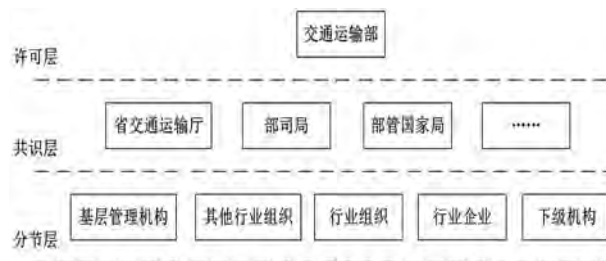 交通运输部
许可层
省交通运输厅 部司局 部管国家局 ……
共识层
基层管理机构 其他行业组织 行业组织 行业企业 下级机构
分节层